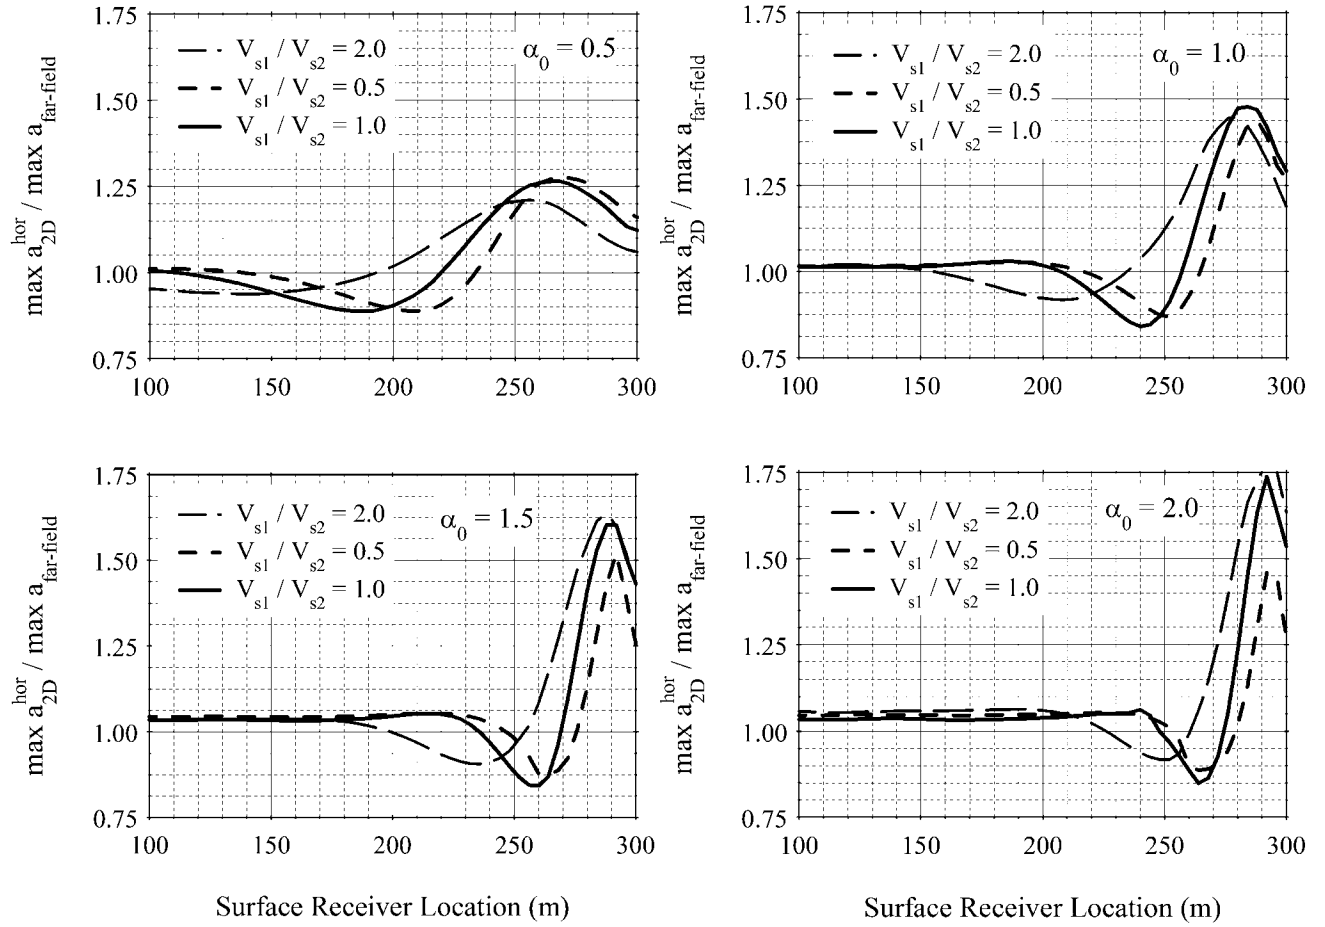 max a_2D^hor / max a_far-field
1.75
1.50
1.25
1.00
0.75
V_s1 / V_s2 = 2.0
V_s1 / V_s2 = 0.5
V_s1 / V_s2 = 1.0
α_0 = 0.5
100 150 200 250 300
max a_2D^hor / max a_far-field
1.75
1.50
1.25
1.00
0.75
V_s1 / V_s2 = 2.0
V_s1 / V_s2 = 0.5
V_s1 / V_s2 = 1.0
α_0 = 1.0
100 150 200 250 300
max a_2D^hor / max a_far-field
1.75
1.50
1.25
1.00
0.75
V_s1 / V_s2 = 2.0
V_s1 / V_s2 = 0.5
V_s1 / V_s2 = 1.0
α_0 = 1.5
100 150 200 250 300
Surface Receiver Location (m)
max a_2D^hor / max a_far-field
1.75
1.50
1.25
1.00
0.75
V_s1 / V_s2 = 2.0
V_s1 / V_s2 = 0.5
V_s1 / V_s2 = 1.0
α_0 = 2.0
100 150 200 250 300
Surface Receiver Location (m)